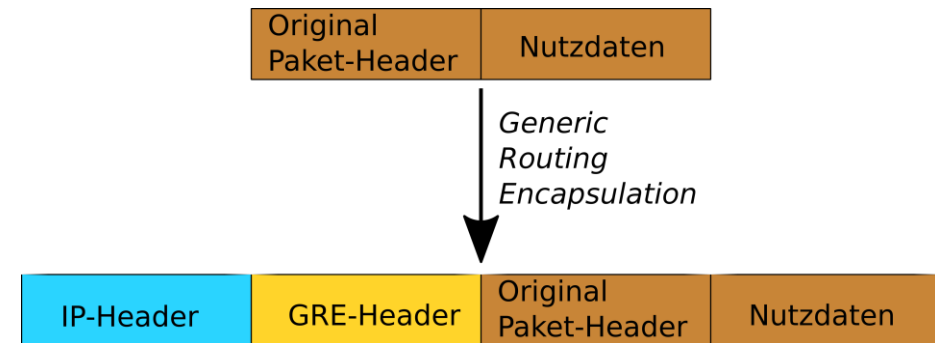 Original
Paket-Header
Nutzdaten
Generic
Routing
Encapsulation
IP-Header
GRE-Header
Original
Paket-Header
Nutzdaten